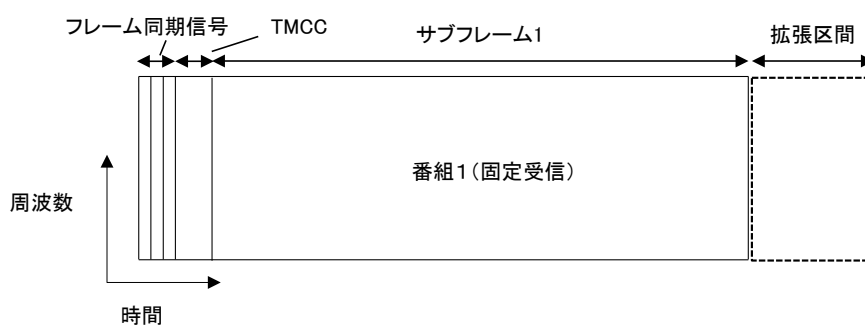 フレーム同期信号
TMCC
サブフレーム1
拡張区間
番組1(固定受信)
周波数
時間